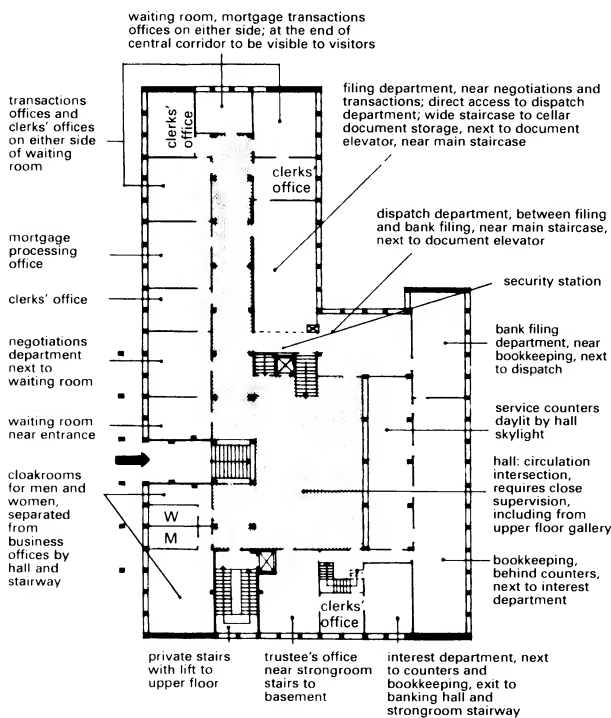 waiting room, mortgage transactions
offices on either side; at the end of
central corridor to be visible to visitors
transactions
offices and
clerks' offices
on either side
of waiting
room
mortgage
processing
office
clerks' office
negotiations
department
next to
waiting room
waiting room
near entrance
cloakrooms
for men and
women,
separated
from
business
offices by
hall and
stairway
clerks'
office
clerks'
office
W
M
clerks'
office
filing department, near negotiations and
transactions; direct access to dispatch
department; wide staircase to cellar
document storage, next to document
elevator, near main staircase
dispatch department, between filing
and bank filing, near main staircase,
next to document elevator
security station
bank filing
department, near
bookkeeping, next
to dispatch
service counters
daylit by hall
skylight
hall: circulation
intersection,
requires close
supervision,
including from
upper floor gallery
bookkeeping,
behind counters,
next to interest
department
private stairs
with lift to
upper floor
trustee's office
near strongroom
stairs to
basement
interest department, next
to counters and
bookkeeping, exit to
banking hall and
strongroom stairway